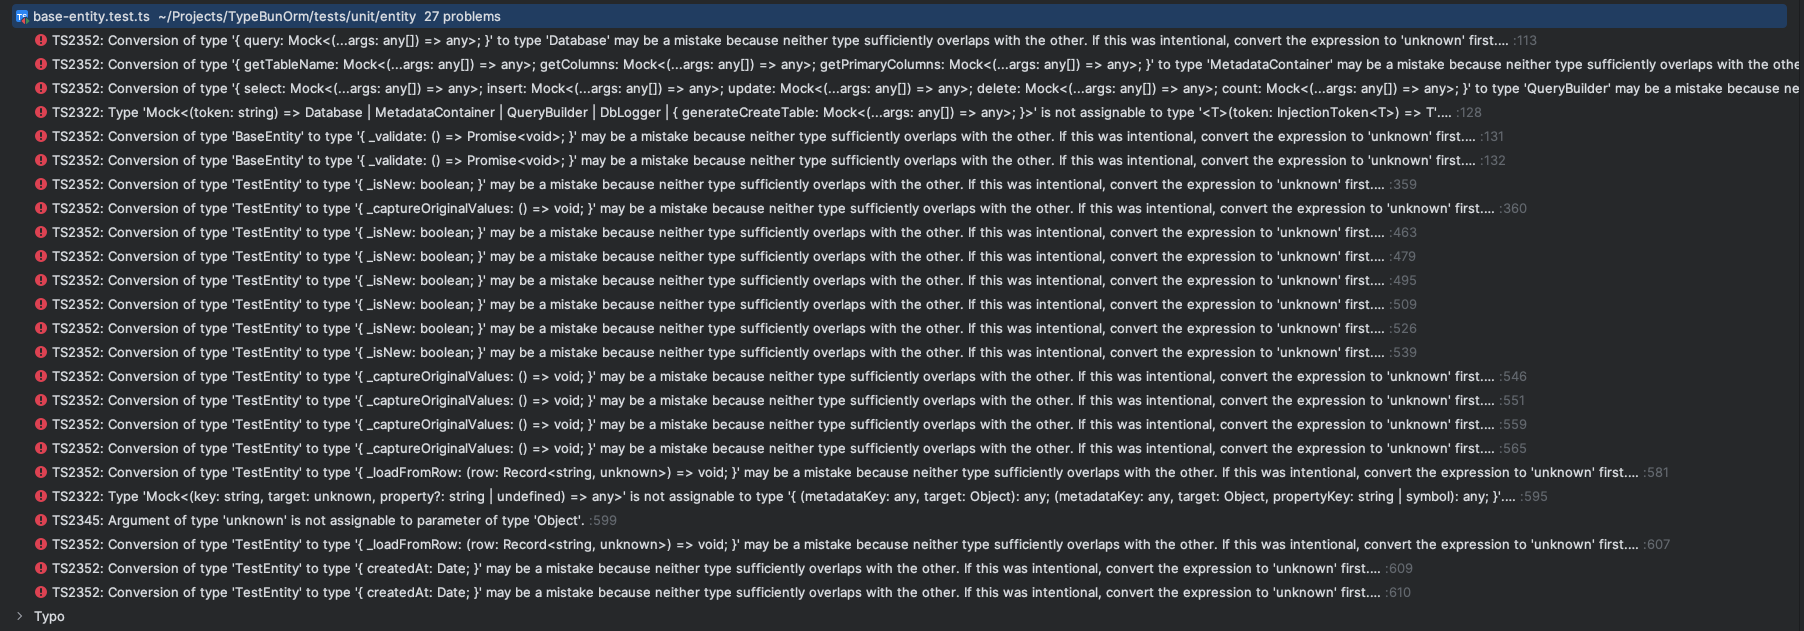 base-entity.test.ts ~/Projects/TypeBunOrm/tests/unit/entity 27 problems
TS2352: Conversion of type '{ query: Mock<(...args: any[]) => any>; }' to type 'Database' may be a mistake because neither type sufficiently overlaps with the other. If this was intentional, convert the expression to 'unknown' first.... :113
TS2352: Conversion of type '{ getTableName: Mock<(...args: any[]) => any>; getColumns: Mock<(...args: any[]) => any>; getPrimaryColumns: Mock<(...args: any[]) => any>; }' to type 'MetadataContainer' may be a mistake because neither type sufficiently overlaps with the othe
TS2352: Conversion of type '{ select: Mock<(...args: any[]) => any>; insert: Mock<(...args: any[]) => any>; update: Mock<(...args: any[]) => any>; delete: Mock<(...args: any[]) => any>; count: Mock<(...args: any[]) => any>; }' to type 'QueryBuilder' may be a mistake because ne
TS2322: Type 'Mock<(token: string) => Database | MetadataContainer | QueryBuilder | DbLogger | { generateCreateTable: Mock<(...args: any[]) => any>; }>' is not assignable to type '<T>(token: InjectionToken<T>) => T'.... :128
TS2352: Conversion of type 'BaseEntity' to type '{ _validate: () => Promise<void>; }' may be a mistake because neither type sufficiently overlaps with the other. If this was intentional, convert the expression to 'unknown' first.... :131
TS2352: Conversion of type 'BaseEntity' to type '{ _validate: () => Promise<void>; }' may be a mistake because neither type sufficiently overlaps with the other. If this was intentional, convert the expression to 'unknown' first.... :132
TS2352: Conversion of type 'TestEntity' to type '{ _isNew: boolean; }' may be a mistake because neither type sufficiently overlaps with the other. If this was intentional, convert the expression to 'unknown' first.... :359
TS2352: Conversion of type 'TestEntity' to type '{ _captureOriginalValues: () => void; }' may be a mistake because neither type sufficiently overlaps with the other. If this was intentional, convert the expression to 'unknown' first.... :360
TS2352: Conversion of type 'TestEntity' to type '{ _isNew: boolean; }' may be a mistake because neither type sufficiently overlaps with the other. If this was intentional, convert the expression to 'unknown' first.... :463
TS2352: Conversion of type 'TestEntity' to type '{ _isNew: boolean; }' may be a mistake because neither type sufficiently overlaps with the other. If this was intentional, convert the expression to 'unknown' first.... :479
TS2352: Conversion of type 'TestEntity' to type '{ _isNew: boolean; }' may be a mistake because neither type sufficiently overlaps with the other. If this was intentional, convert the expression to 'unknown' first.... :495
TS2352: Conversion of type 'TestEntity' to type '{ _isNew: boolean; }' may be a mistake because neither type sufficiently overlaps with the other. If this was intentional, convert the expression to 'unknown' first.... :509
TS2352: Conversion of type 'TestEntity' to type '{ _isNew: boolean; }' may be a mistake because neither type sufficiently overlaps with the other. If this was intentional, convert the expression to 'unknown' first.... :526
TS2352: Conversion of type 'TestEntity' to type '{ _isNew: boolean; }' may be a mistake because neither type sufficiently overlaps with the other. If this was intentional, convert the expression to 'unknown' first.... :539
TS2352: Conversion of type 'TestEntity' to type '{ _captureOriginalValues: () => void; }' may be a mistake because neither type sufficiently overlaps with the other. If this was intentional, convert the expression to 'unknown' first.... :546
TS2352: Conversion of type 'TestEntity' to type '{ _captureOriginalValues: () => void; }' may be a mistake because neither type sufficiently overlaps with the other. If this was intentional, convert the expression to 'unknown' first.... :551
TS2352: Conversion of type 'TestEntity' to type '{ _captureOriginalValues: () => void; }' may be a mistake because neither type sufficiently overlaps with the other. If this was intentional, convert the expression to 'unknown' first.... :559
TS2352: Conversion of type 'TestEntity' to type '{ _captureOriginalValues: () => void; }' may be a mistake because neither type sufficiently overlaps with the other. If this was intentional, convert the expression to 'unknown' first.... :565
TS2352: Conversion of type 'TestEntity' to type '{ _loadFromRow: (row: Record<string, unknown>) => void; }' may be a mistake because neither type sufficiently overlaps with the other. If this was intentional, convert the expression to 'unknown' first.... :581
TS2322: Type 'Mock<(key: string, target: unknown, property?: string | undefined) => any>' is not assignable to type '{ (metadataKey: any, target: Object): any; (metadataKey: any, target: Object, propertyKey: string | symbol): any; }'.... :595
TS2345: Argument of type 'unknown' is not assignable to parameter of type 'Object'. :599
TS2352: Conversion of type 'TestEntity' to type '{ _loadFromRow: (row: Record<string, unknown>) => void; }' may be a mistake because neither type sufficiently overlaps with the other. If this was intentional, convert the expression to 'unknown' first.... :607
TS2352: Conversion of type 'TestEntity' to type '{ createdAt: Date; }' may be a mistake because neither type sufficiently overlaps with the other. If this was intentional, convert the expression to 'unknown' first.... :609
TS2352: Conversion of type 'TestEntity' to type '{ createdAt: Date; }' may be a mistake because neither type sufficiently overlaps with the other. If this was intentional, convert the expression to 'unknown' first.... :610
Typo